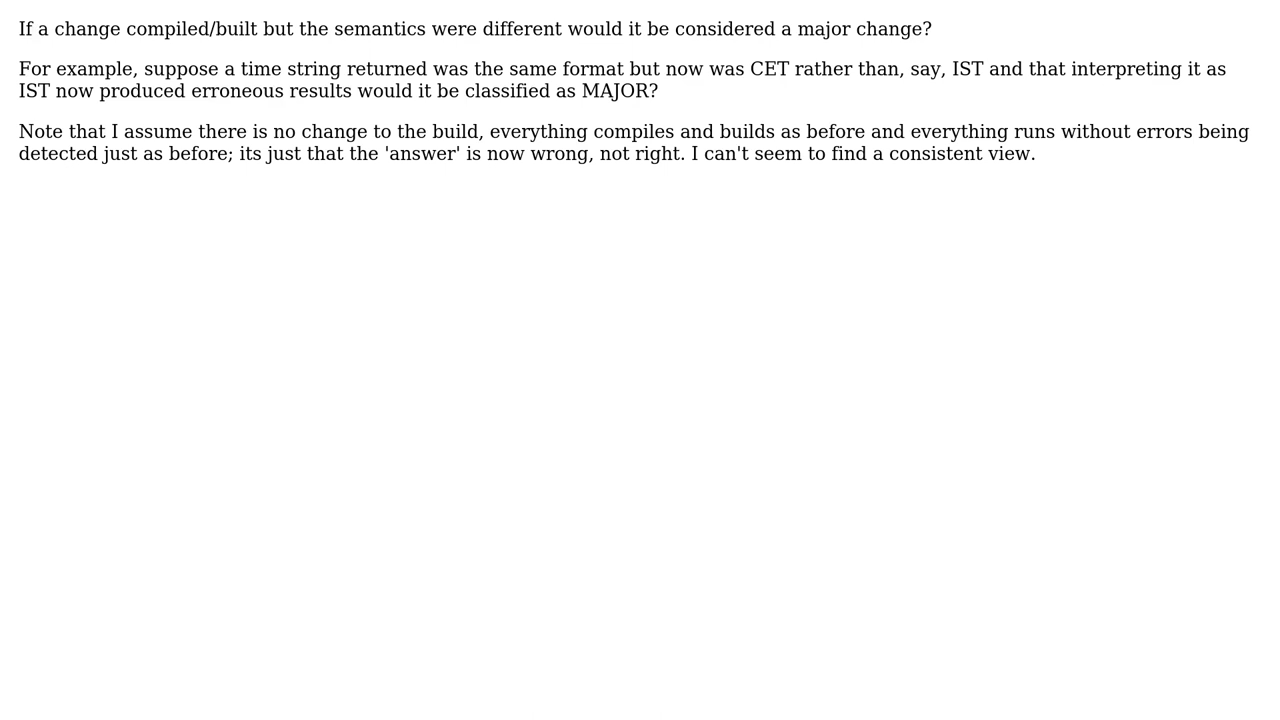 If a change compiled/built but the semantics were different would it be considered a major change?
For example, suppose a time string returned was the same format but now was CET rather than, say, IST and that interpreting it as
IST now produced erroneous results would it be classified as MAJOR?
Note that I assume there is no change to the build, everything compiles and builds as before and everything runs without errors being
detected just as before; its just that the 'answer' is now wrong, not right. I can't seem to find a consistent view.